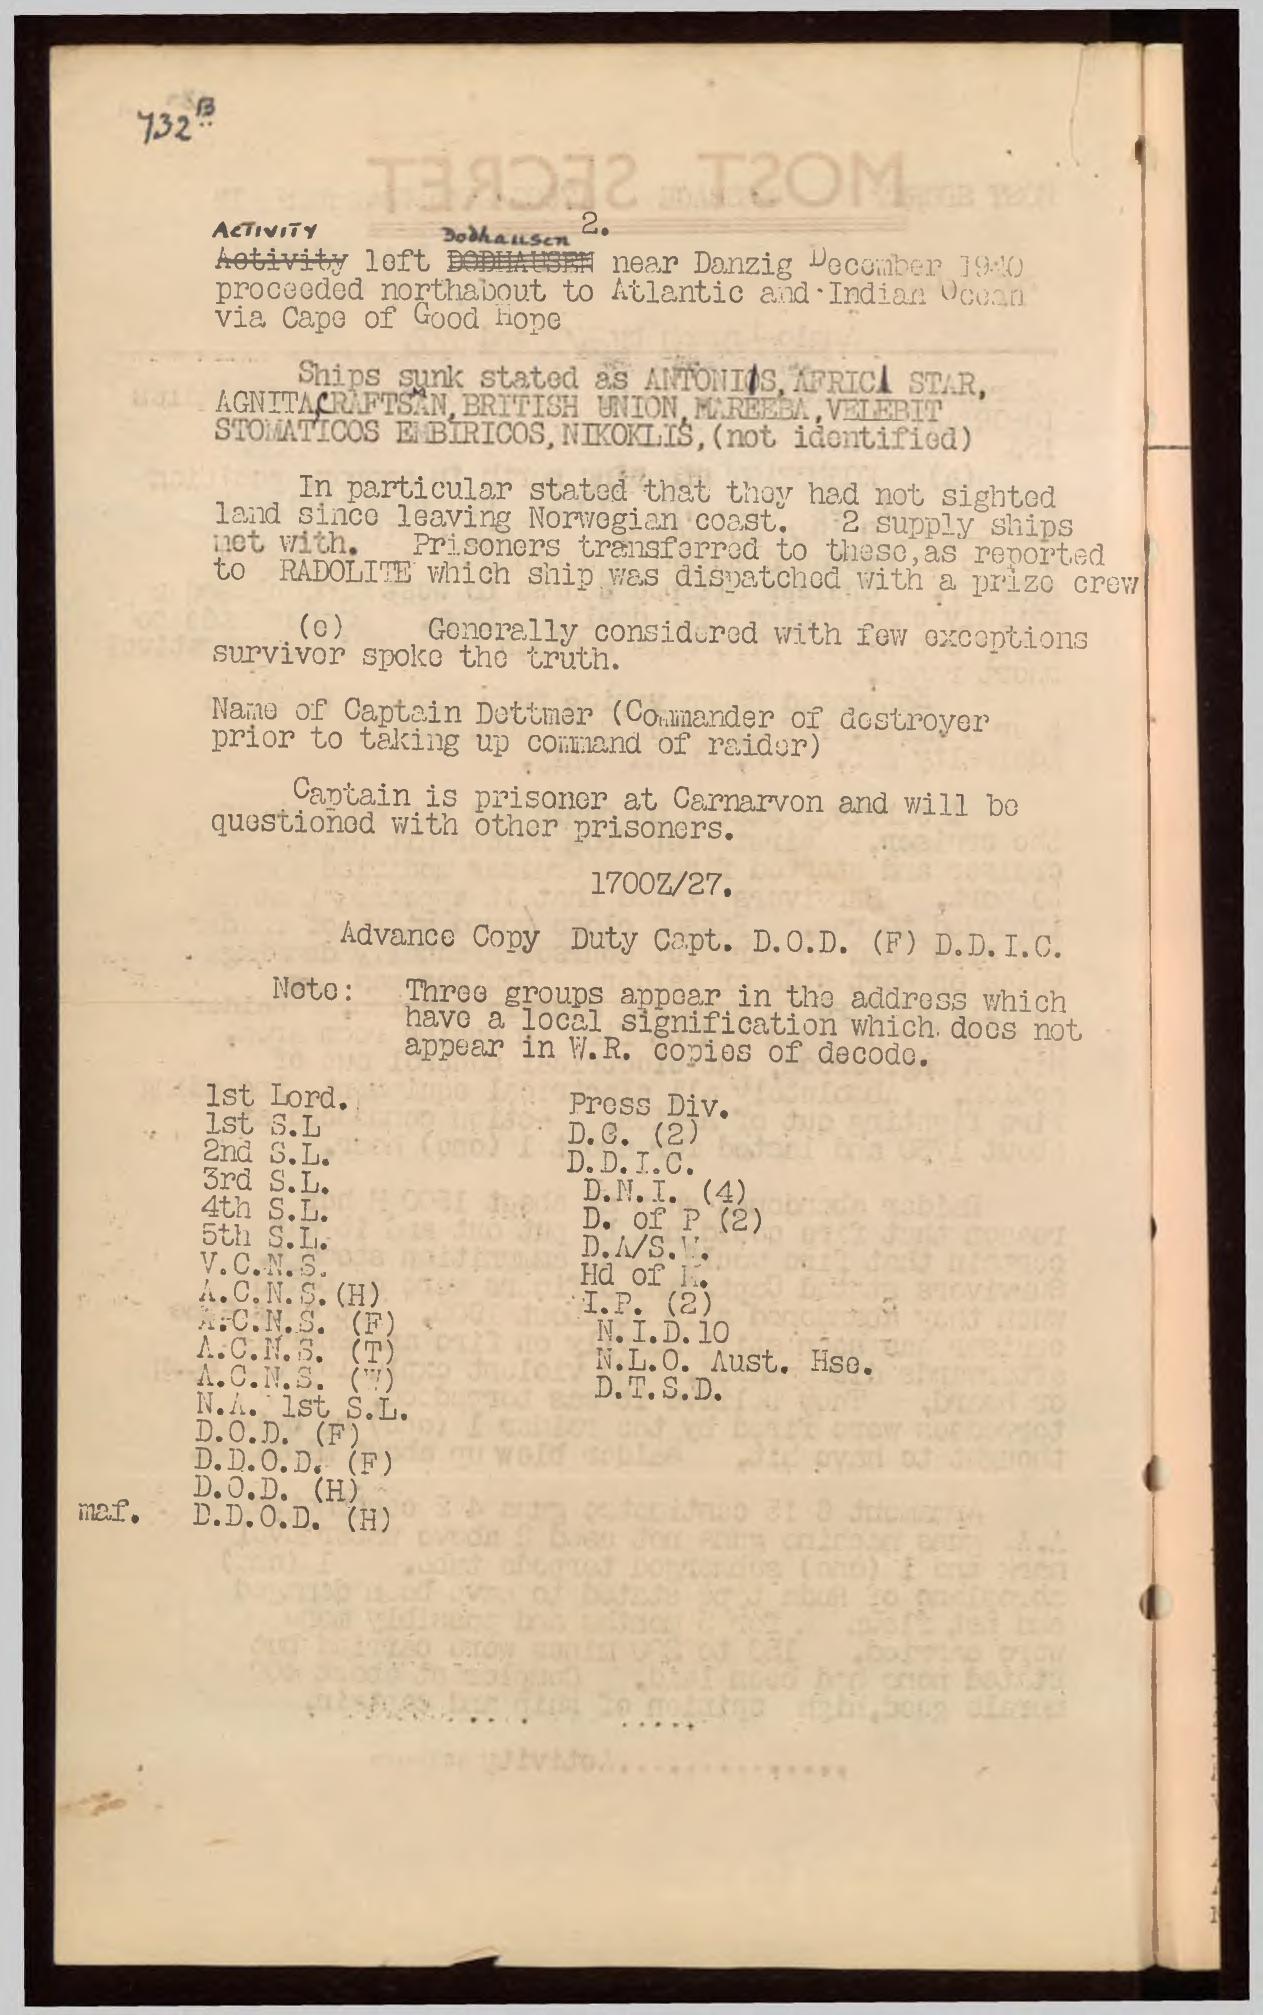 732B
2.
ACTIVITY Dodhausen
Activity left DODHAUSEN near Danzig December 1940
proceeded northabout to Atlantic and Indian Ocean
via Cape of Good Hope
Ships sunk stated as ANTONIOS, AFRICA STAR,
AGNITA, CRAFTSMAN, BRITISH UNION, MAREEBA, VELEBIT
STOMATICOS EMBIRICOS, NIKOKLIS, (not identified)
In particular stated that they had not sighted
land since leaving Norwegian coast. 2 supply ships
met with. Prisoners transferred to these, as reported
to RADOLITE which ship was dispatched with a prize crew
(e) Generally considered with few exceptions
survivor spoke the truth.
Name of Captain Dettmer (Commander of destroyer
prior to taking up command of raider)
Captain is prisoner at Carnarvon and will be
questioned with other prisoners.
1700Z/27.
Advance Copy Duty Capt. D.O.D. (F) D.D.I.C.
Note: Three groups appear in the address which
have a local signification which does not
appear in W.R. copies of decode.
1st Lord.
1st S.L
2nd S.L.
3rd S.L.
4th S.L.
5th S.L.
V.C.N.S.
A.C.N.S. (H)
A.C.N.S. (F)
A.C.N.S. (T)
A.C.N.S. (W)
N.A. 1st S.L.
D.O.D. (F)
D.D.O.D. (F)
D.O.D. (H)
maf. D.D.O.D. (H)
Press Div.
D.C. (2)
D.D.I.C.
D.N.I. (4)
D. of P (2)
D.A/S.W.
Hd of M.
I.P. (2)
N.I.D.10
N.L.O. Aust. Hse.
D.T.S.D.